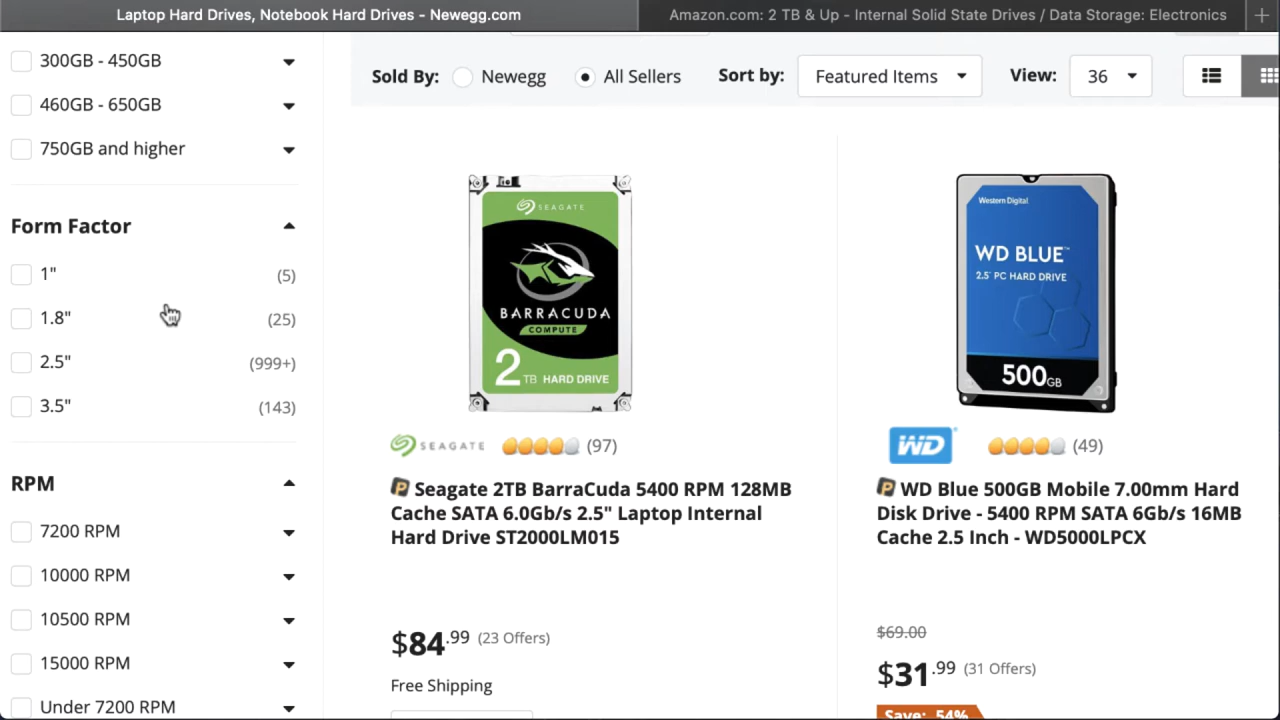 Laptop Hard Drives, Notebook Hard Drives - Newegg.com
Amazon.com: 2 TB & Up - Internal Solid State Drives / Data Storage: Electronics
300GB - 450GB
460GB - 650GB
750GB and higher
Form Factor
1" (5)
1.8" (25)
2.5" (999+)
3.5" (143)
RPM
7200 RPM
10000 RPM
10500 RPM
15000 RPM
Under 7200 RPM
Sold By: Newegg All Sellers Sort by: Featured Items View: 36
SEAGATE
BARRACUDA
COMPUTE
2 TB HARD DRIVE
SEAGATE (97)
Seagate 2TB BarraCuda 5400 RPM 128MB
Cache SATA 6.0Gb/s 2.5" Laptop Internal
Hard Drive ST2000LM015
$84.99 (23 Offers)
Free Shipping
Western Digital
WD BLUE™
2.5" PC HARD DRIVE
500GB
WD (49)
WD Blue 500GB Mobile 7.00mm Hard
Disk Drive - 5400 RPM SATA 6Gb/s 16MB
Cache 2.5 Inch - WD5000LPCX
$69.00
$31.99 (31 Offers)
Save: 54%